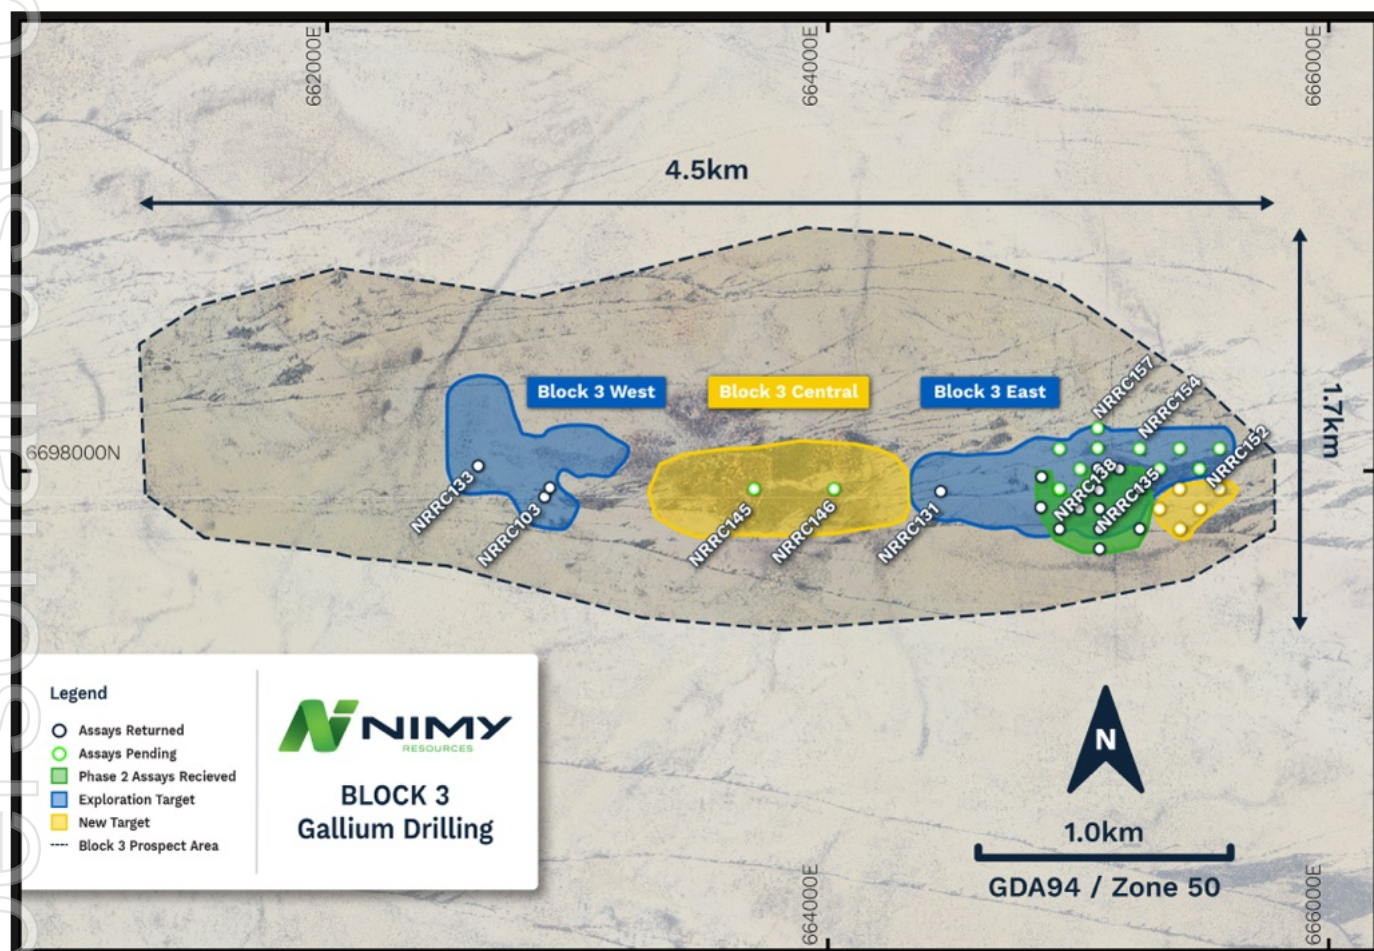 662000E
664000E
666000E
4.5km
1.7km
Block 3 West
Block 3 Central
Block 3 East
NRRC157
NRRC154
NRRC152
6698000N
NRRC133
NRRC103
NRRC145
NRRC146
NRRC131
NRRC138
NRRC135
Legend
Assays Returned
Assays Pending
Phase 2 Assays Recieved
Exploration Target
New Target
Block 3 Prospect Area
NIMY
RESOURCES
BLOCK 3
Gallium Drilling
N
1.0km
GDA94 / Zone 50
664000E
666000E